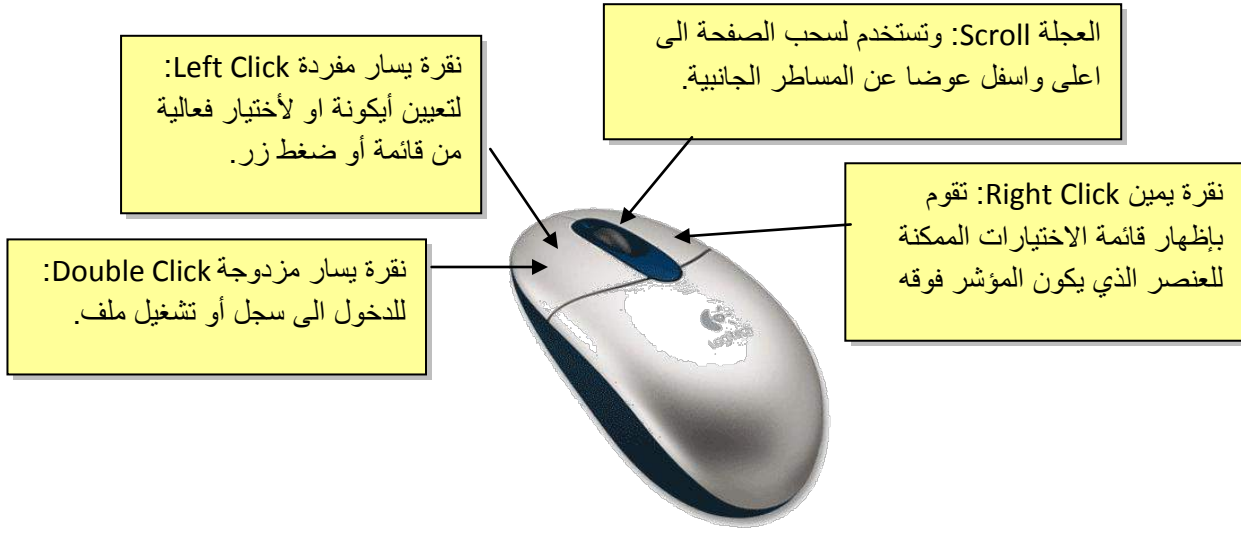 العجلة Scroll: وتستخدم لسحب الصفحة الى
اعلى واسفل عوضا عن المساطر الجانبية.
نقرة يسار مفردة Left Click:
لتعيين أيكونة او لأختيار فعالية
من قائمة أو ضغط زر.
نقرة يمين Right Click: تقوم
بإظهار قائمة الاختيارات الممكنة
للعنصر الذي يكون المؤشر فوقه
نقرة يسار مزدوجة Double Click:
للدخول الى سجل أو تشغيل ملف.
Logitech